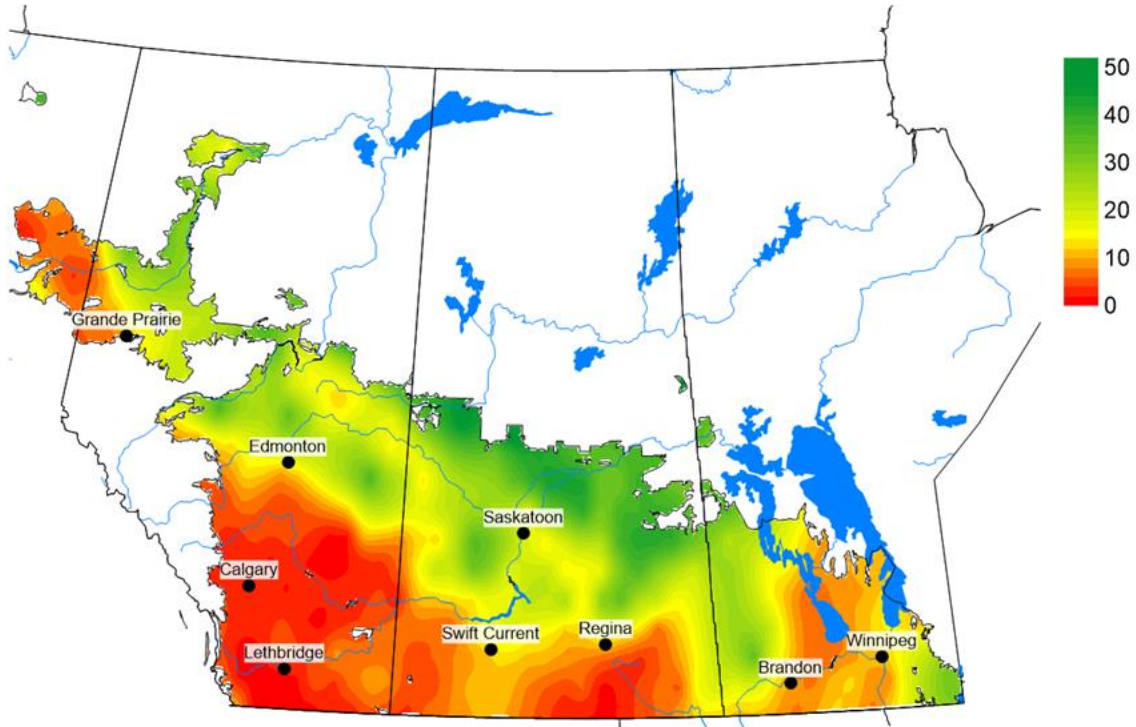 50
40
30
20
10
0
Grande Prairie
Edmonton
Saskatoon
Calgary
Swift Current
Regina
Lethbridge
Winnipeg
Brandon